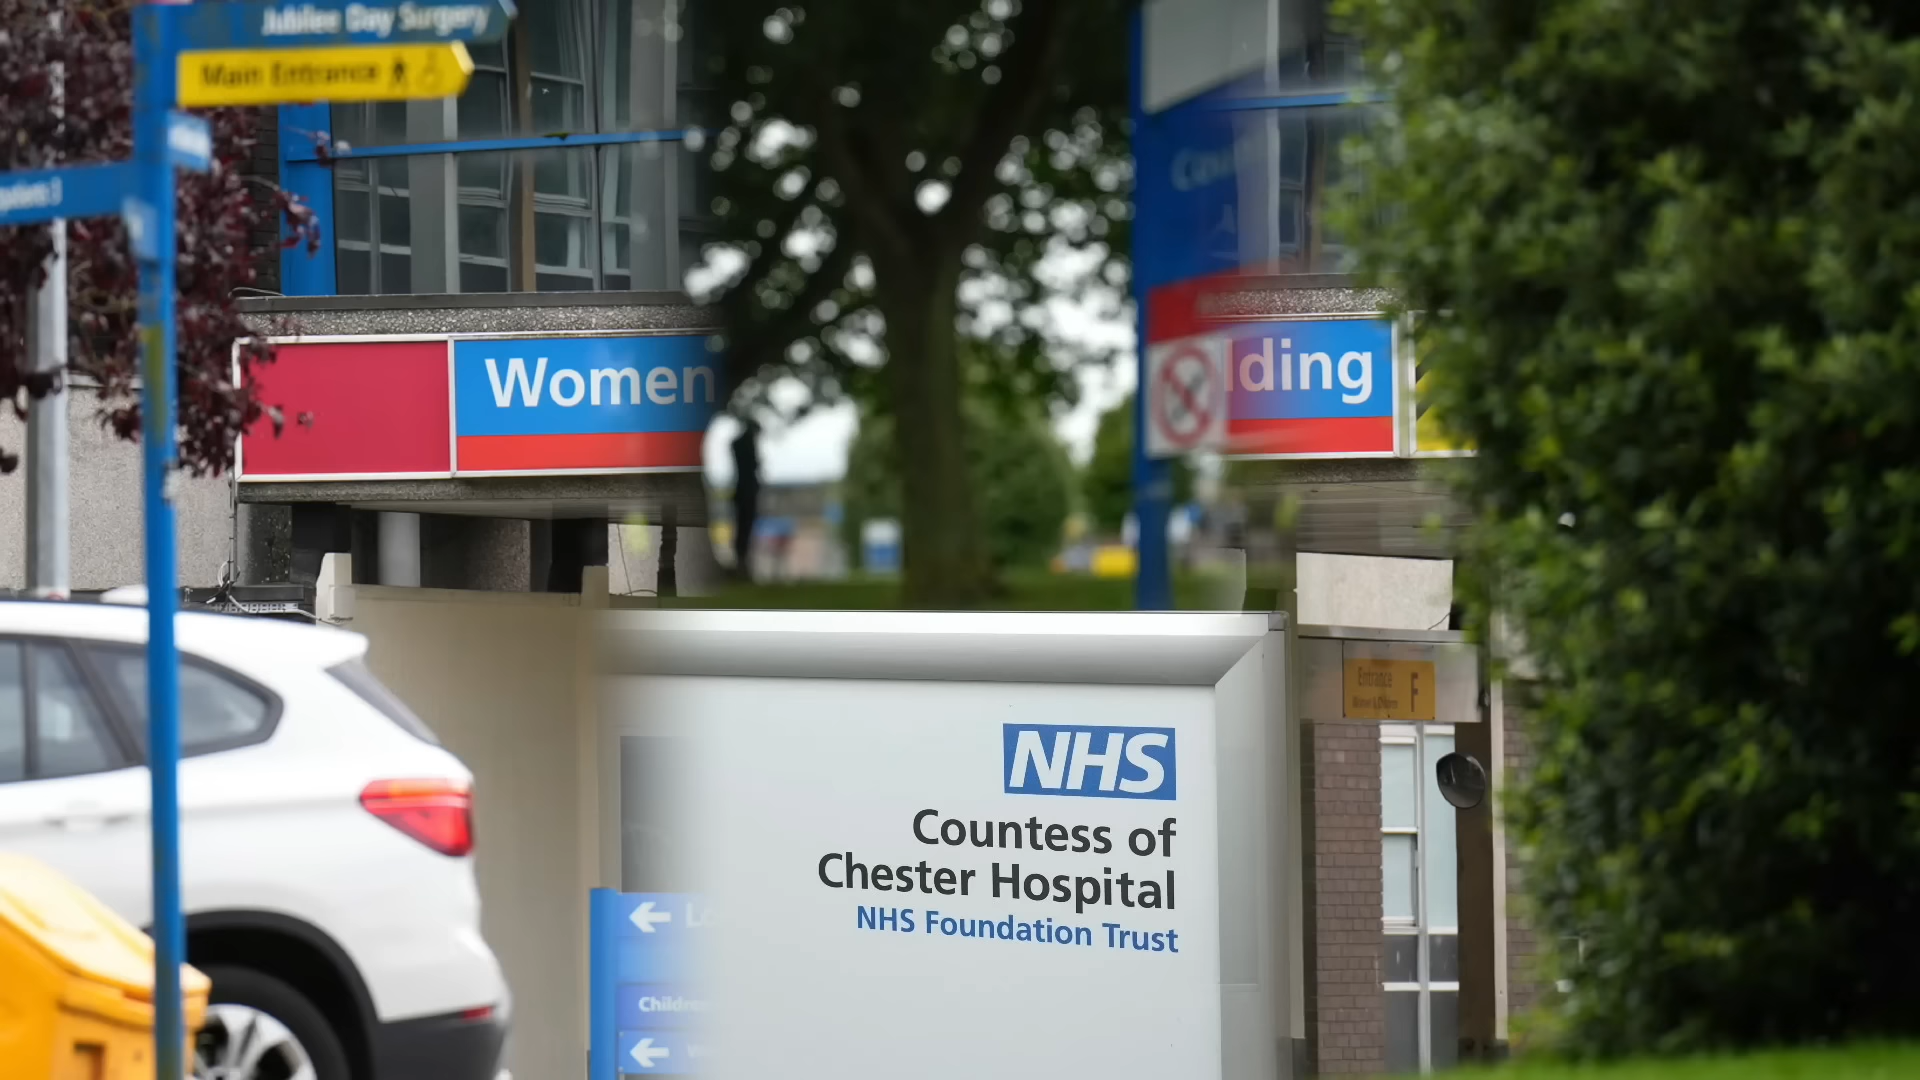 Jubilee Day Surgery
Main Entrance
Women
lding
Entrance F
NHS
Countess of
Chester Hospital
NHS Foundation Trust